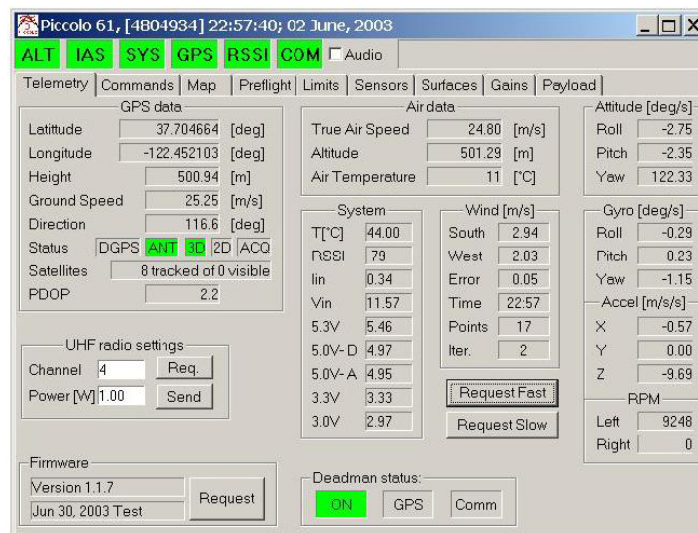 Piccolo 61, [4804934] 22:57:40; 02 June, 2003
ALT IAS SYS GPS RSSI COM Audio
Telemetry Commands Map Preflight Limits Sensors Surfaces Gains Payload
GPS data
Latittude 37.704664 [deg]
Longitude -122.452103 [deg]
Height 500.94 [m]
Ground Speed 25.25 [m/s]
Direction 116.6 [deg]
Status DGPS ANT 3D 2D ACQ
Satellites 8 tracked of 0 visible
PDOP 2.2
UHF radio settings
Channel 4 Req.
Power [W] 1.00 Send
Firmware
Version 1.1.7
Jun 30, 2003 Test
Request
Air data
True Air Speed 24.80 [m/s]
Altitude 501.29 [m]
Air Temperature 11 [°C]
System
T[°C] 44.00
RSSI 79
Iin 0.34
Vin 11.57
5.3V 5.46
5.0V-D 4.97
5.0V-A 4.95
3.3V 3.33
3.0V 2.97
Wind [m/s]
South 2.94
West 2.03
Error 0.05
Time 22:57
Points 17
Iter. 2
Request Fast
Request Slow
Deadman status:
ON GPS Comm
Attitude [deg/s]
Roll -2.75
Pitch -2.35
Yaw 122.33
Gyro [deg/s]
Roll -0.29
Pitch 0.23
Yaw -1.15
Accel [m/s/s]
X -0.57
Y 0.00
Z -9.69
RPM
Left 9248
Right 0